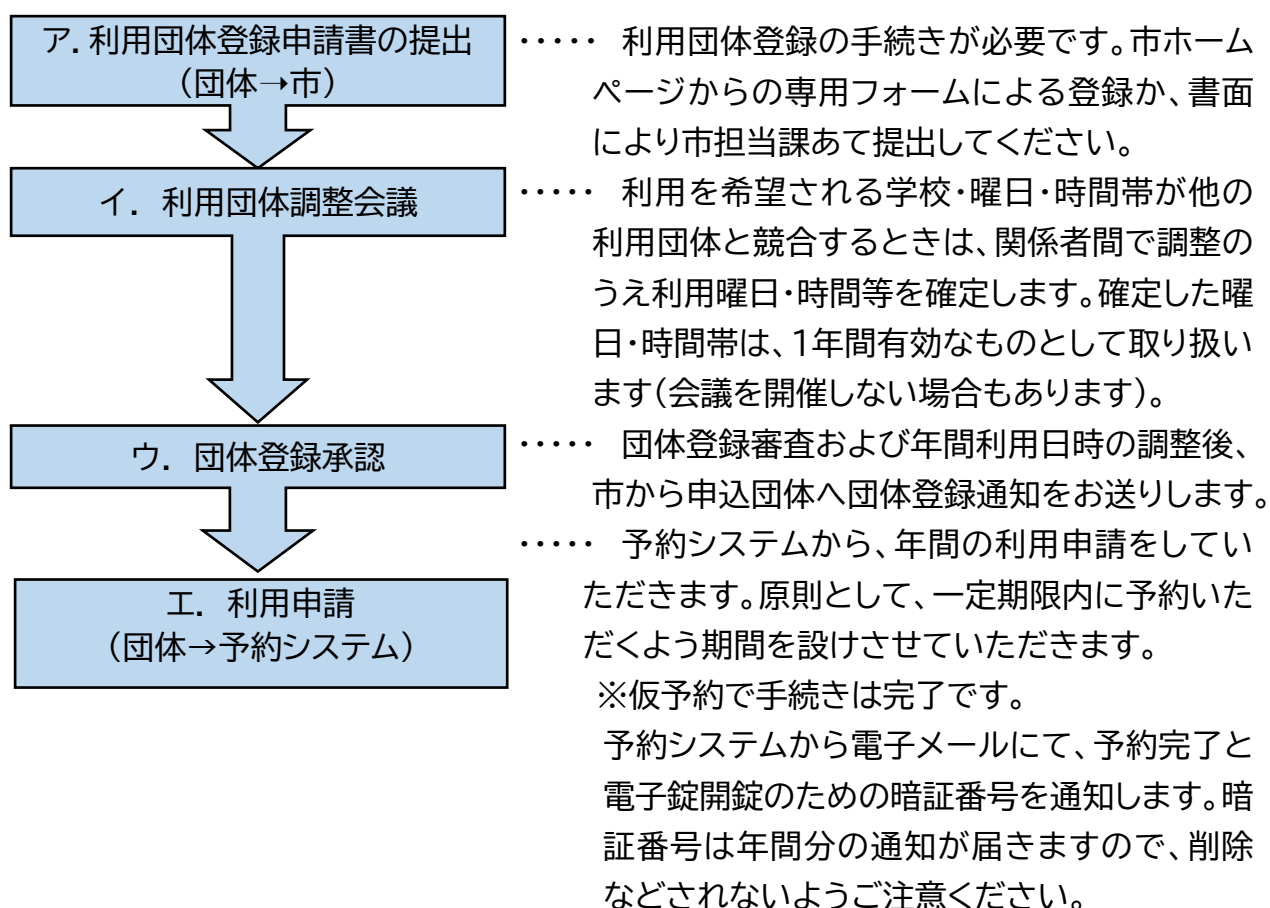 ア．利用団体登録申請書の提出
（団体→市）
‥‥‥ 利用団体登録の手続きが必要です。市ホーム
ページからの専用フォームによる登録か、書面
により市担当課あて提出してください。
イ． 利用団体調整会議
‥‥‥ 利用を希望される学校・曜日・時間帯が他の
利用団体と競合するときは、関係者間で調整の
うえ利用曜日・時間等を確定します。確定した曜
日・時間帯は、1年間有効なものとして取り扱い
ます（会議を開催しない場合もあります）。
ウ． 団体登録承認
‥‥‥ 団体登録審査および年間利用日時の調整後、
市から申込団体へ団体登録通知をお送りします。
エ． 利用申請
（団体→予約システム）
‥‥‥ 予約システムから、年間の利用申請をしてい
ただきます。原則として、一定期限内に予約いた
だくよう期間を設けさせていただきます。
※仮予約で手続きは完了です。
予約システムから電子メールにて、予約完了と
電子錠開錠のための暗証番号を通知します。暗
証番号は年間分の通知が届きますので、削除
などされないようご注意ください。